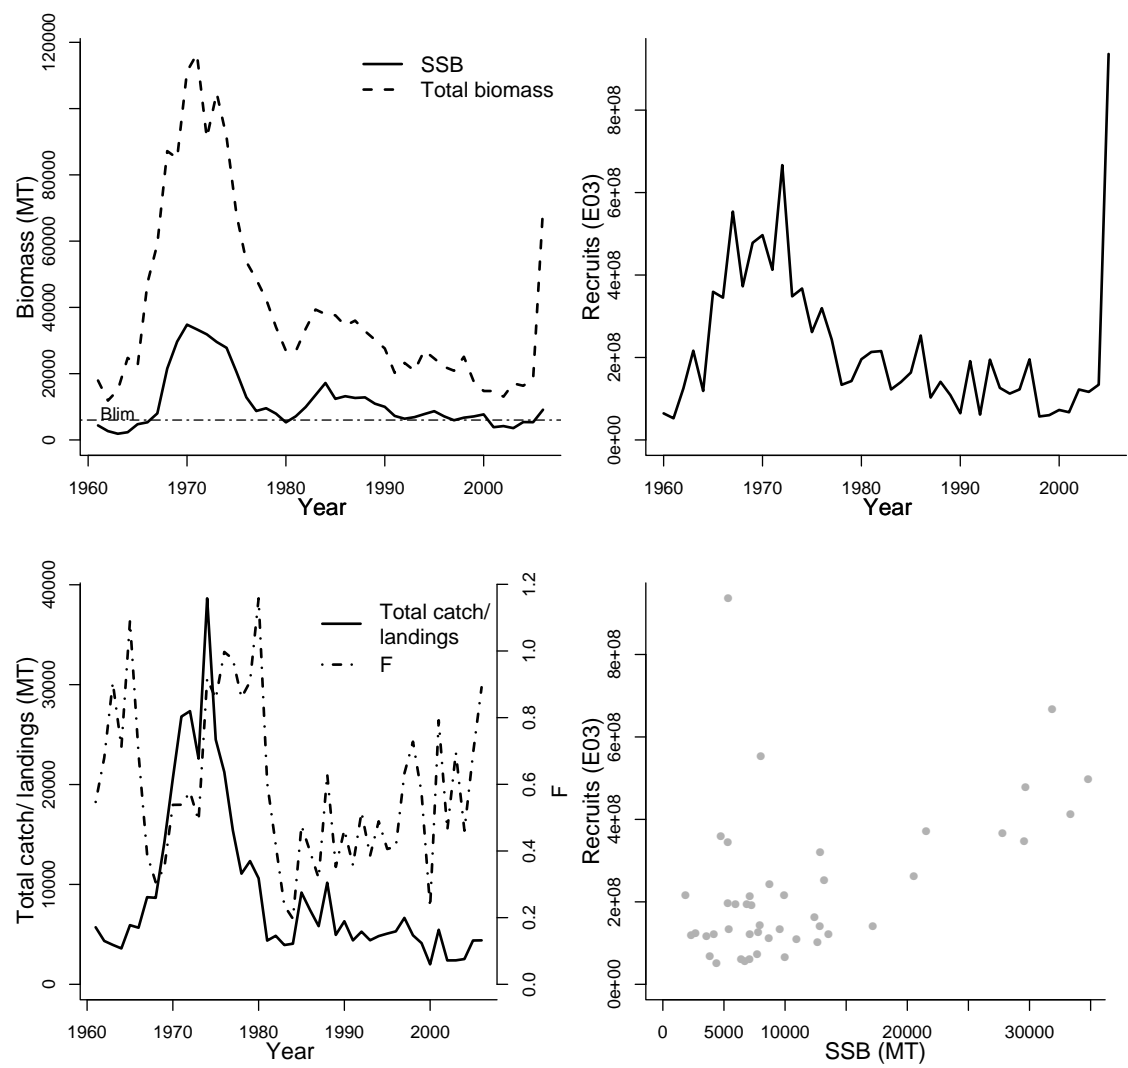 SSB
Total biomass
Biomass (MT)
0
20000
40000
60000
80000
120000
Blim
1960 1970 1980 1990 2000
Year
Recruits (E03)
0e+00
2e+08
4e+08
6e+08
8e+08
1960 1970 1980 1990 2000
Year
Total catch/
landings
F
Total catch/ landings (MT)
0
10000
20000
30000
40000
F
0.0
0.2
0.4
0.6
0.8
1.0
1.2
1960 1970 1980 1990 2000
Year
Recruits (E03)
0e+00
2e+08
4e+08
6e+08
8e+08
0 5000 10000 20000 30000
SSB (MT)